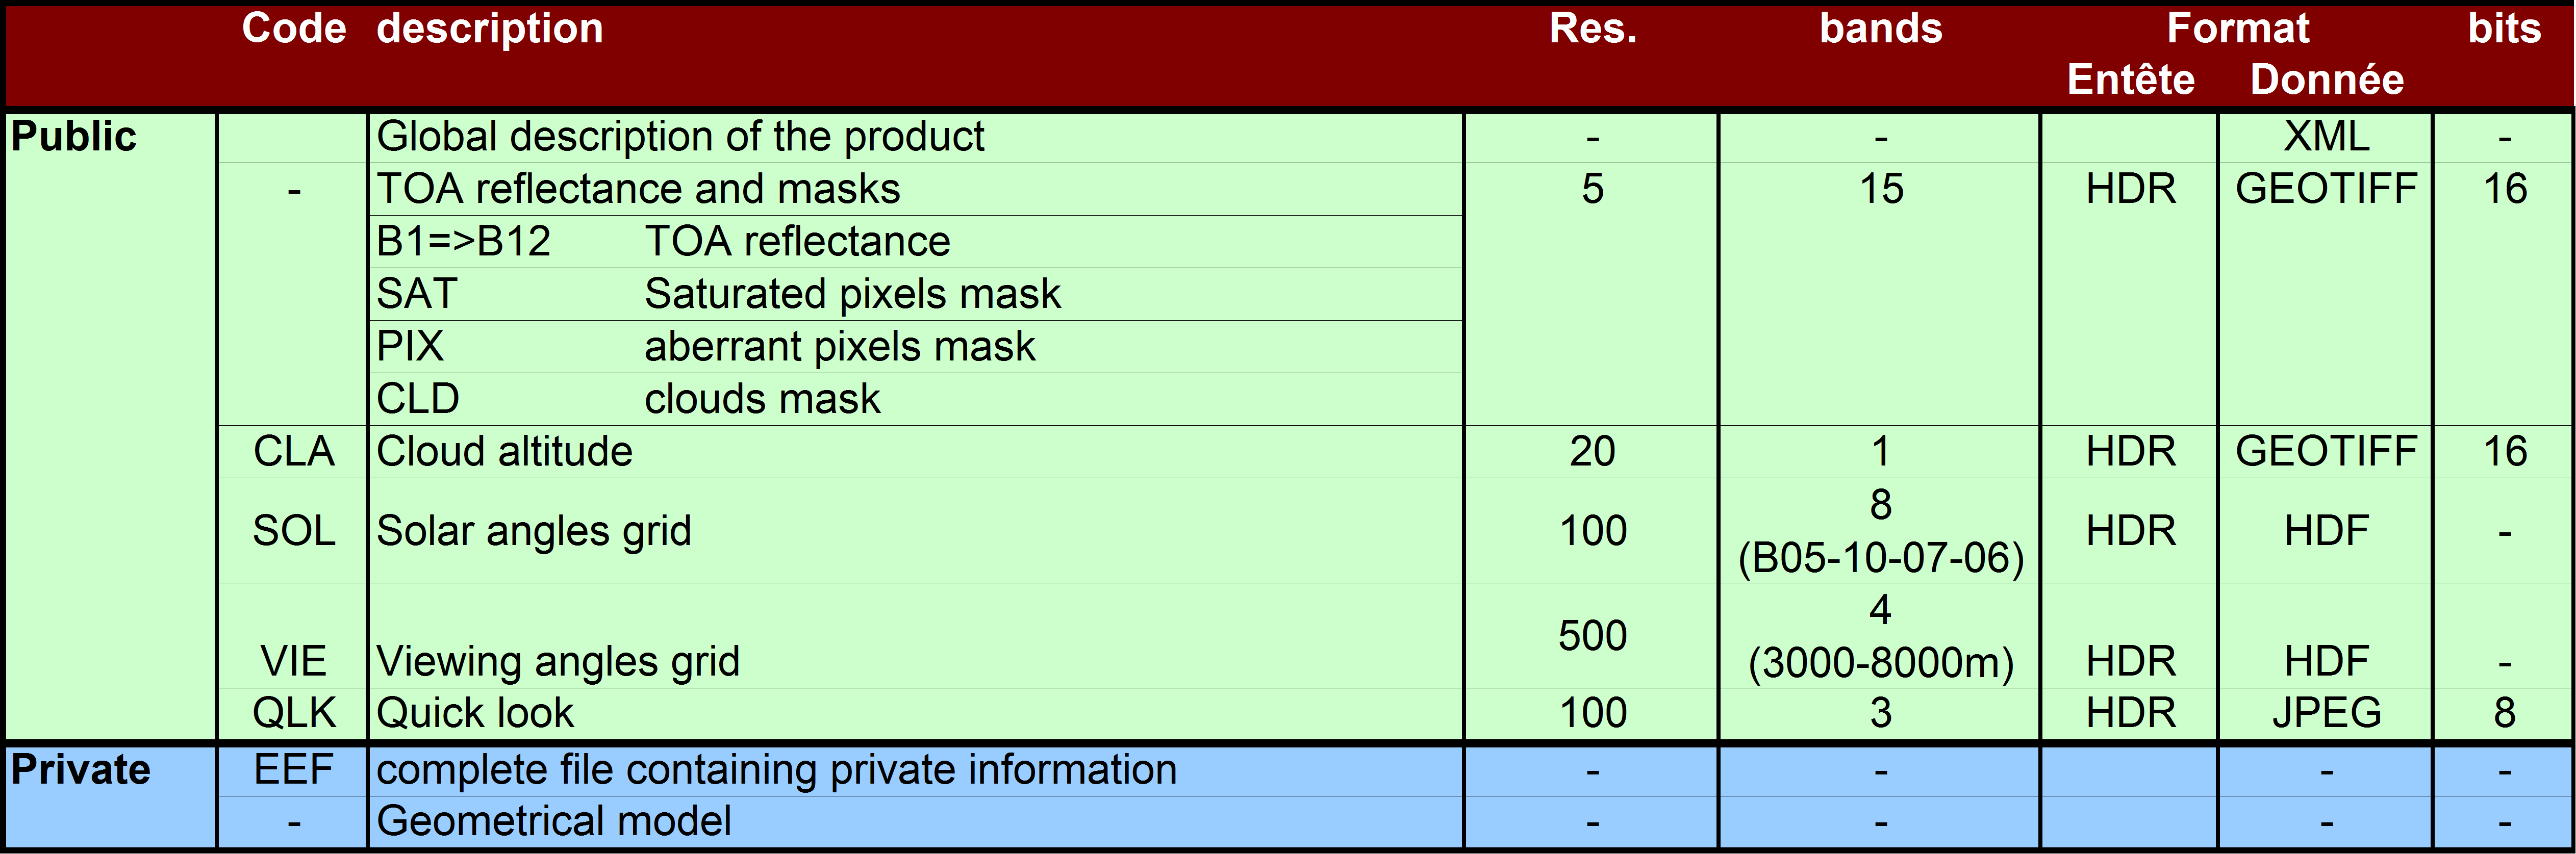 Code description Res. bands Format bits
Entête Donnée
Public Global description of the product - - XML -
- TOA reflectance and masks 5 15 HDR GEOTIFF 16
B1=>B12 TOA reflectance
SAT Saturated pixels mask
PIX aberrant pixels mask
CLD clouds mask
CLA Cloud altitude 20 1 HDR GEOTIFF 16
8
SOL Solar angles grid 100 HDR HDF -
(B05-10-07-06)
4
500
VIE Viewing angles grid (3000-8000m) HDR HDF -
QLK Quick look 100 3 HDR JPEG 8
Private EEF complete file containing private information - - - -
- Geometrical model - - - -